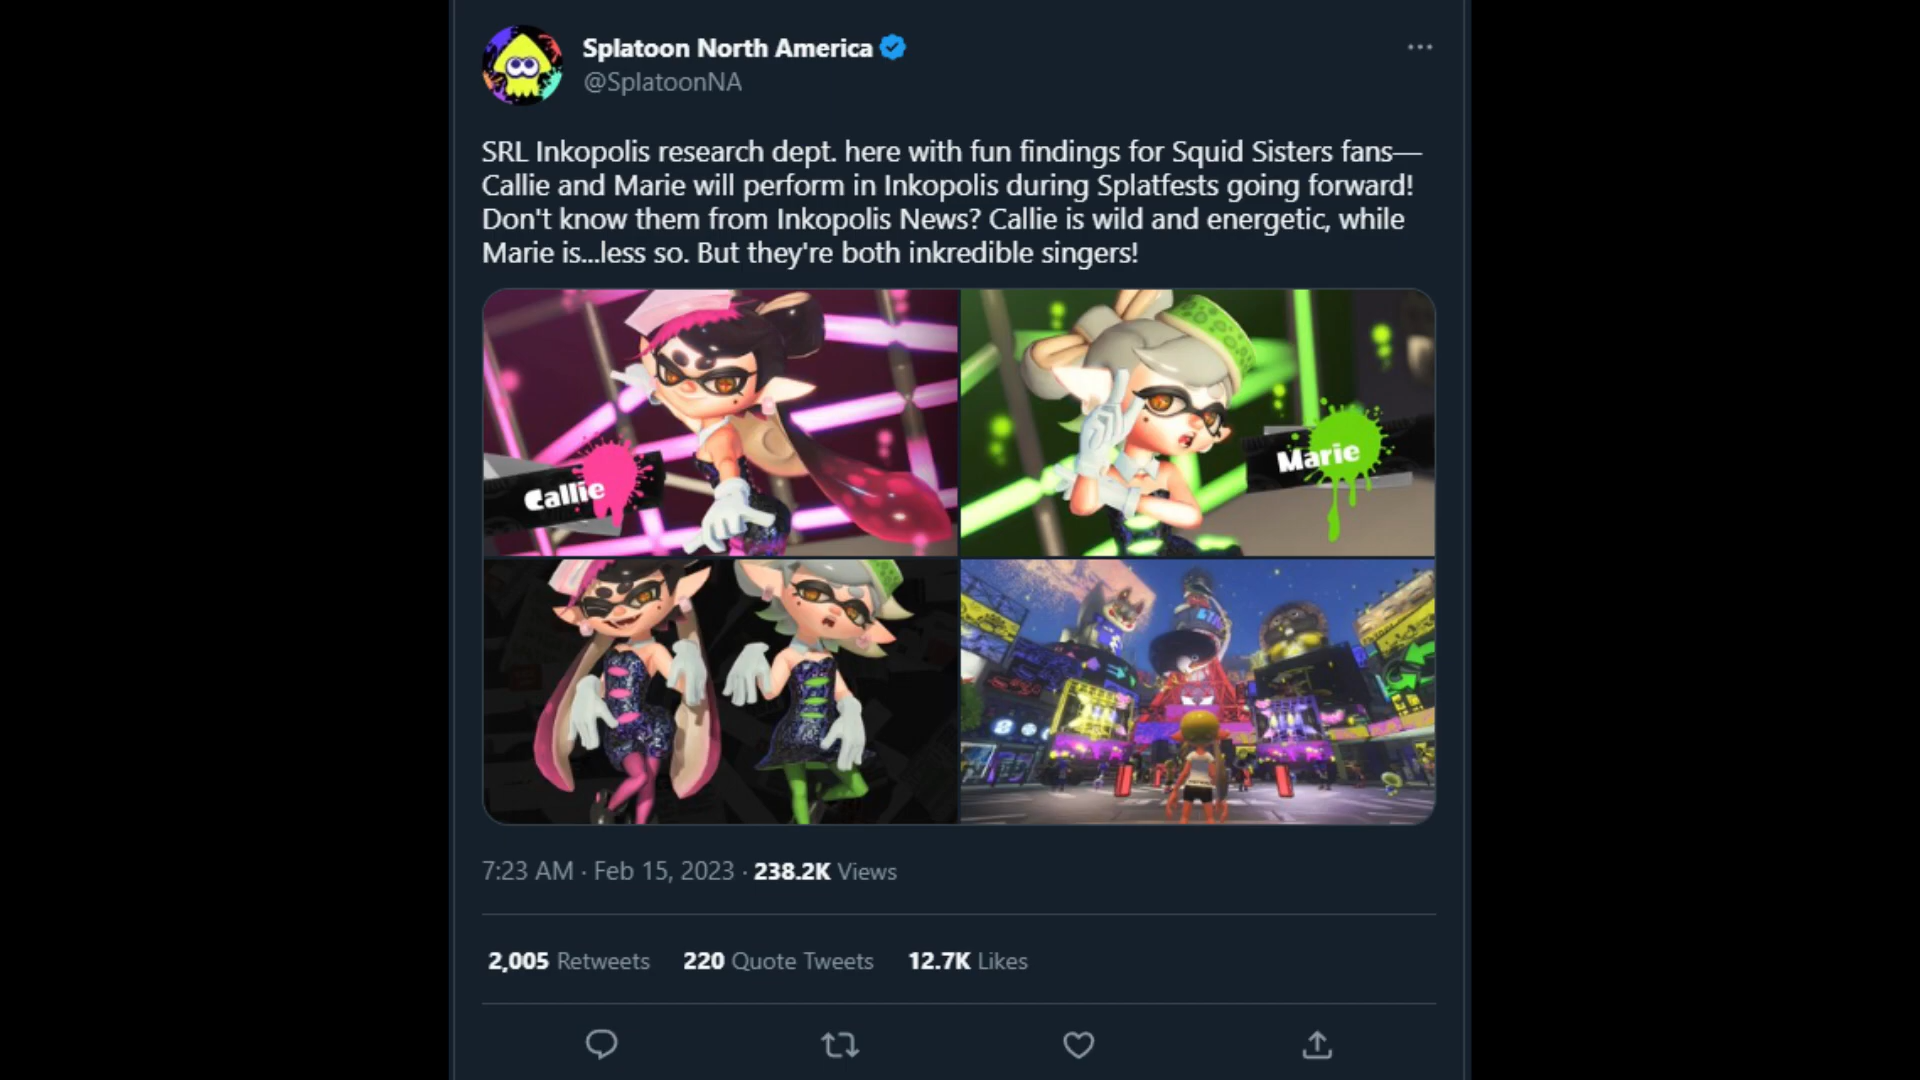 Splatoon North America
@SplatoonNA
SRL Inkopolis research dept. here with fun findings for Squid Sisters fans—
Callie and Marie will perform in Inkopolis during Splatfests going forward!
Don't know them from Inkopolis News? Callie is wild and energetic, while
Marie is...less so. But they're both inkredible singers!
Callie
Marie
7:23 AM · Feb 15, 2023 · 238.2K Views
2,005 Retweets 220 Quote Tweets 12.7K Likes